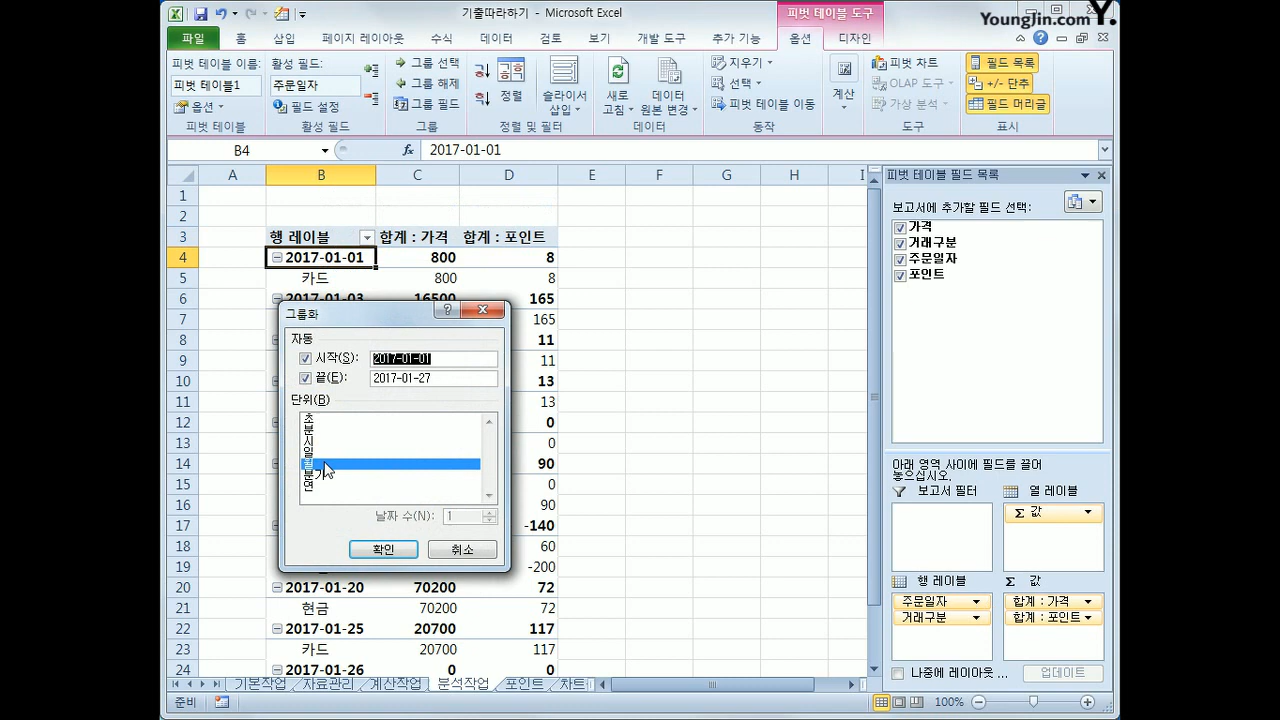 기출따라하기 - Microsoft Excel
피벗 테이블 도구
YoungJin.com Y.
파일 홈 삽입 페이지 레이아웃 수식 데이터 검토 보기 개발 도구 추가 기능 옵션 디자인
피벗 테이블 이름:
피벗 테이블1
옵션
피벗 테이블
활성 필드:
주문일자
필드 설정
활성 필드
그룹 선택
그룹 해제
그룹 필드
그룹
정렬
슬라이서
삽입
정렬 및 필터
새로
고침
데이터
원본 변경
데이터
지우기
선택
피벗 테이블 이동
동작
계산
피벗 차트
OLAP 도구
가상 분석
도구
필드 목록
+/- 단추
필드 머리글
표시
B4 fx 2017-01-01
A B C D E F G H I
1
2
3 행 레이블 합계 : 가격 합계 : 포인트
4 2017-01-01 800 8
5 카드 800 8
6 2017-01-03 16500 165
7 165
8 11
9 11
10 13
11 13
12 0
13 0
14 90
15 0
16 90
17 -140
18 60
19 -200
20 2017-01-20 70200 72
21 현금 70200 72
22 2017-01-25 20700 117
23 카드 20700 117
24 2017-01-26 0 0
그룹화
자동
시작(S): 2017-01-01
끝(E): 2017-01-27
단위(B)
초
분
시
일
월
분기
연
날짜 수(N): 1
확인 취소
피벗 테이블 필드 목록
보고서에 추가할 필드 선택:
가격
거래구분
주문일자
포인트
아래 영역 사이에 필드를 끌어
놓으십시오.
보고서 필터 열 레이블
Σ 값
행 레이블 Σ 값
주문일자 합계 : 가격
거래구분 합계 : 포인트
나중에 레이아웃 ... 업데이트
기본작업 자료관리 계산작업 분석작업 포인트 차트
준비 100%